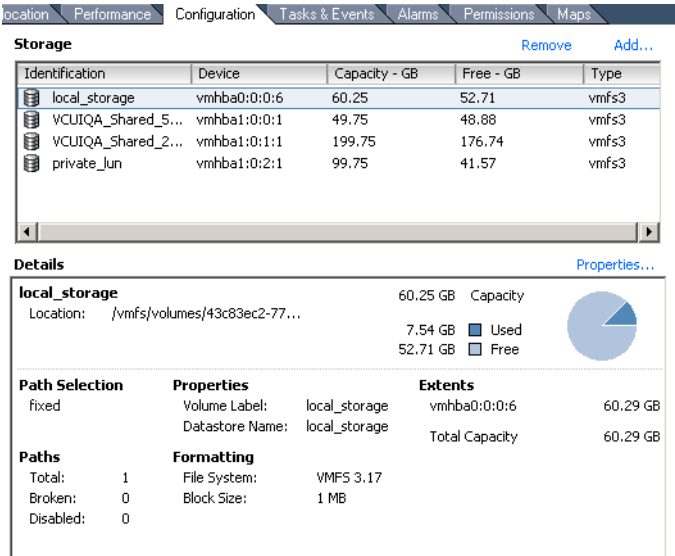 location Performance Configuration Tasks & Events Alarms Permissions Maps
Storage Remove Add...
Identification Device Capacity - GB Free - GB Type
local_storage vmhba0:0:0:6 60.25 52.71 vmfs3
VCUIQA_Shared_5... vmhba1:0:0:1 49.75 48.88 vmfs3
VCUIQA_Shared_2... vmhba1:0:1:1 199.75 176.74 vmfs3
private_lun vmhba1:0:2:1 99.75 41.57 vmfs3
Details Properties...
local_storage 60.25 GB Capacity
Location: /vmfs/volumes/43c83ec2-77...
7.54 GB Used
52.71 GB Free
Path Selection Properties Extents
fixed Volume Label: local_storage vmhba0:0:0:6 60.29 GB
Datastore Name: local_storage
Total Capacity 60.29 GB
Paths Formatting
Total: 1 File System: VMFS 3.17
Broken: 0 Block Size: 1 MB
Disabled: 0